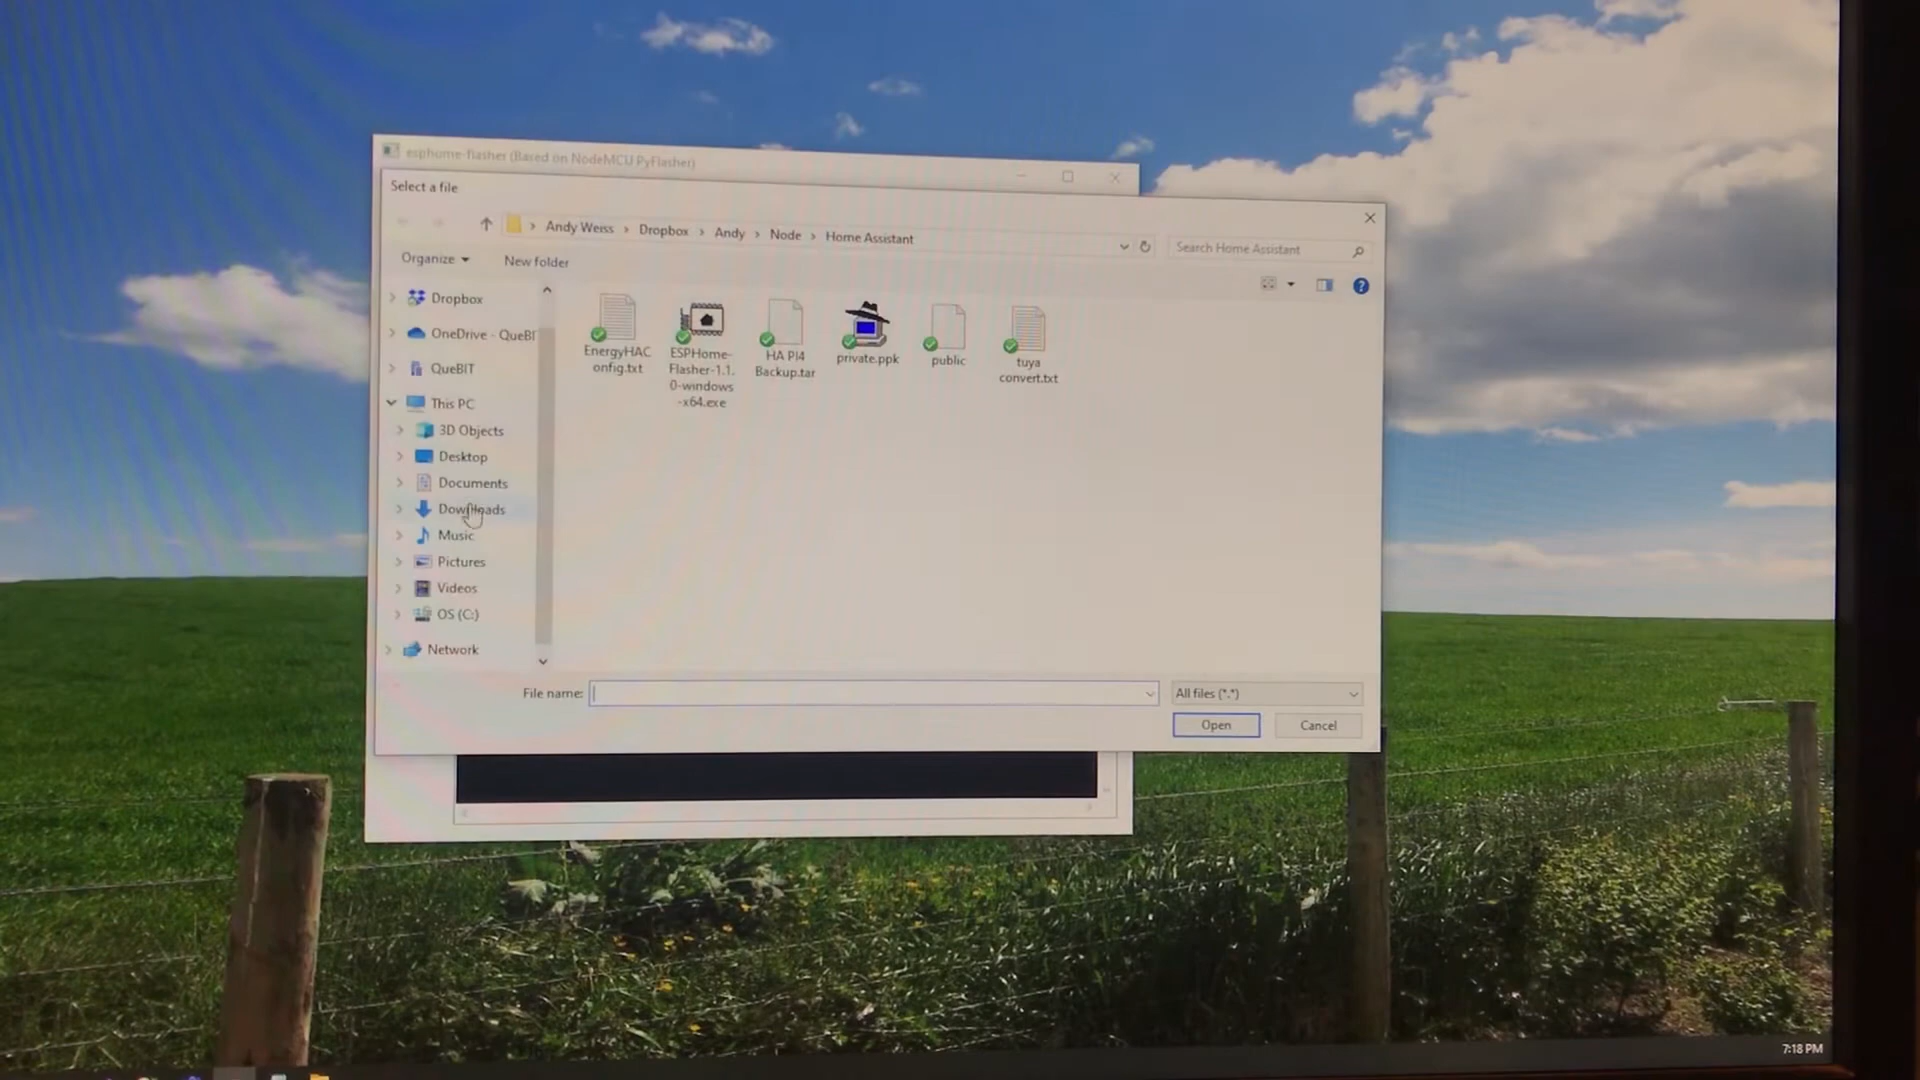 esphome-flasher (Based on NodeMCU PyFlasher)
Select a file
Andy Weiss > Dropbox > Andy > Node > Home Assistant
Search Home Assistant
Organize
New folder
Dropbox
OneDrive - QueBI
QueBIT
This PC
3D Objects
Desktop
Documents
Downloads
Music
Pictures
Videos
OS (C:)
Network
EnergyHAC
onfig.txt
ESPHome-
Flasher-1.1.
0-windows
-x64.exe
HA PI4
Backup.tar
private.ppk
public
tuya
convert.txt
File name:
All files (*.*)
Open
Cancel
7:18 PM